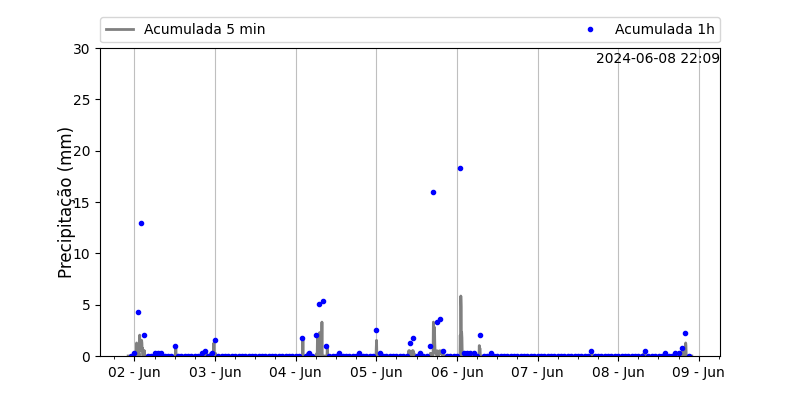 Acumulada 5 min
Acumulada 1h
2024-06-08 22:09
Precipitação (mm)
30
25
20
15
10
5
0
02 - Jun
03 - Jun
04 - Jun
05 - Jun
06 - Jun
07 - Jun
08 - Jun
09 - Jun